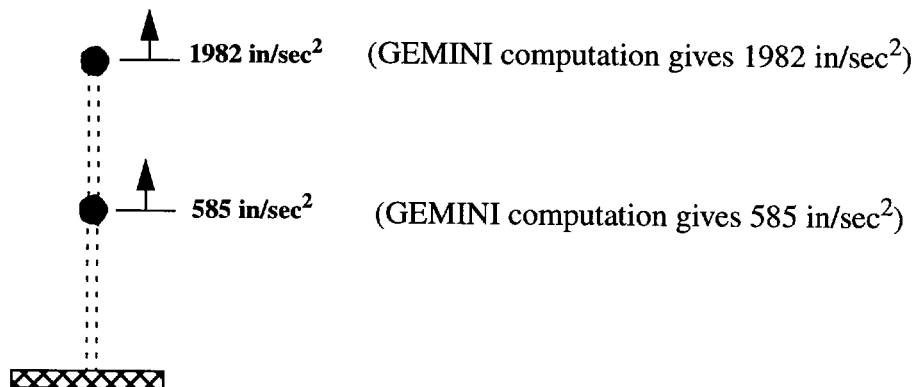 1982 in/sec² (GEMINI computation gives 1982 in/sec²)
585 in/sec² (GEMINI computation gives 585 in/sec²)